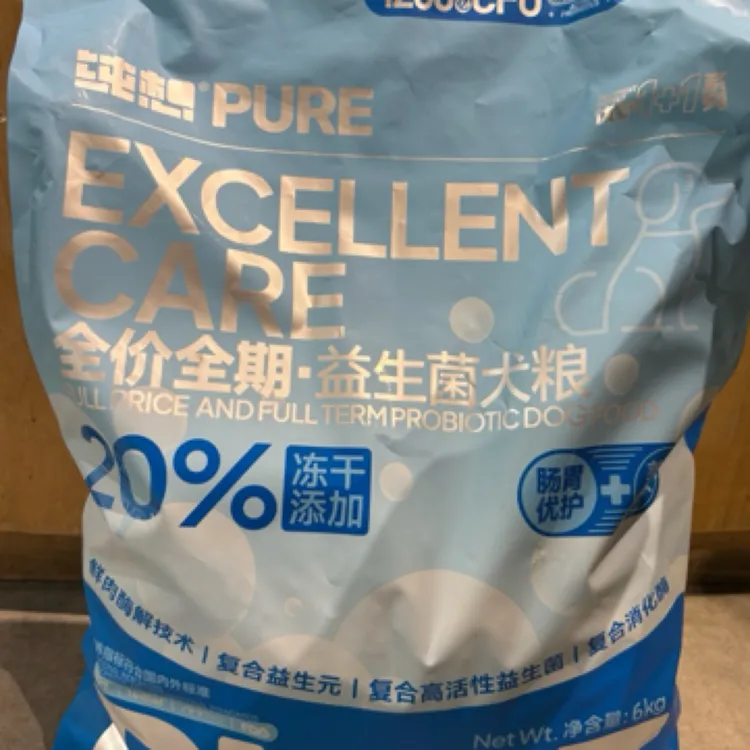 纯想® PURE
EXCELLENT
CARE
全价全期·益生菌犬粮
ULL PRICE AND FULL TERM PROBIOTIC DOG FOOD
20% 冻干
添加
肠胃
优护
鲜肉酶解技术 | 复合益生元 | 复合高活性益生菌 | 复合消化酶
Net Wt. 净含量: 6kg